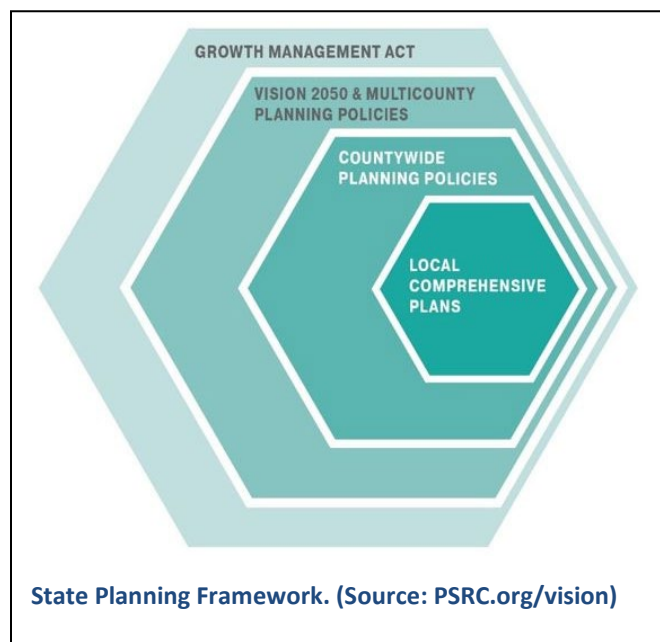 GROWTH MANAGEMENT ACT
VISION 2050 & MULTICOUNTY
PLANNING POLICIES
COUNTYWIDE
PLANNING POLICIES
LOCAL
COMPREHENSIVE
PLANS
State Planning Framework. (Source: PSRC.org/vision)